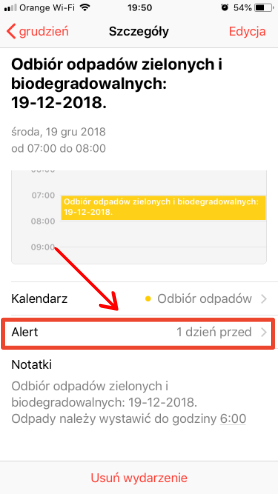 Orange Wi-Fi 19:50 54%
grudzień Szczegóły Edycja
Odbiór odpadów zielonych i
biodegradowalnych:
19-12-2018.
środa, 19 gru 2018
od 07:00 do 08:00
07:00
Odbiór odpadów zielonych i biodegradowalnych:
19-12-2018.
08:00
09:00
Kalendarz Odbiór odpadów
Alert 1 dzień przed
Notatki
Odbiór odpadów zielonych i
biodegradowalnych: 19-12-2018.
Odpady należy wystawić do godziny 6:00
Usuń wydarzenie